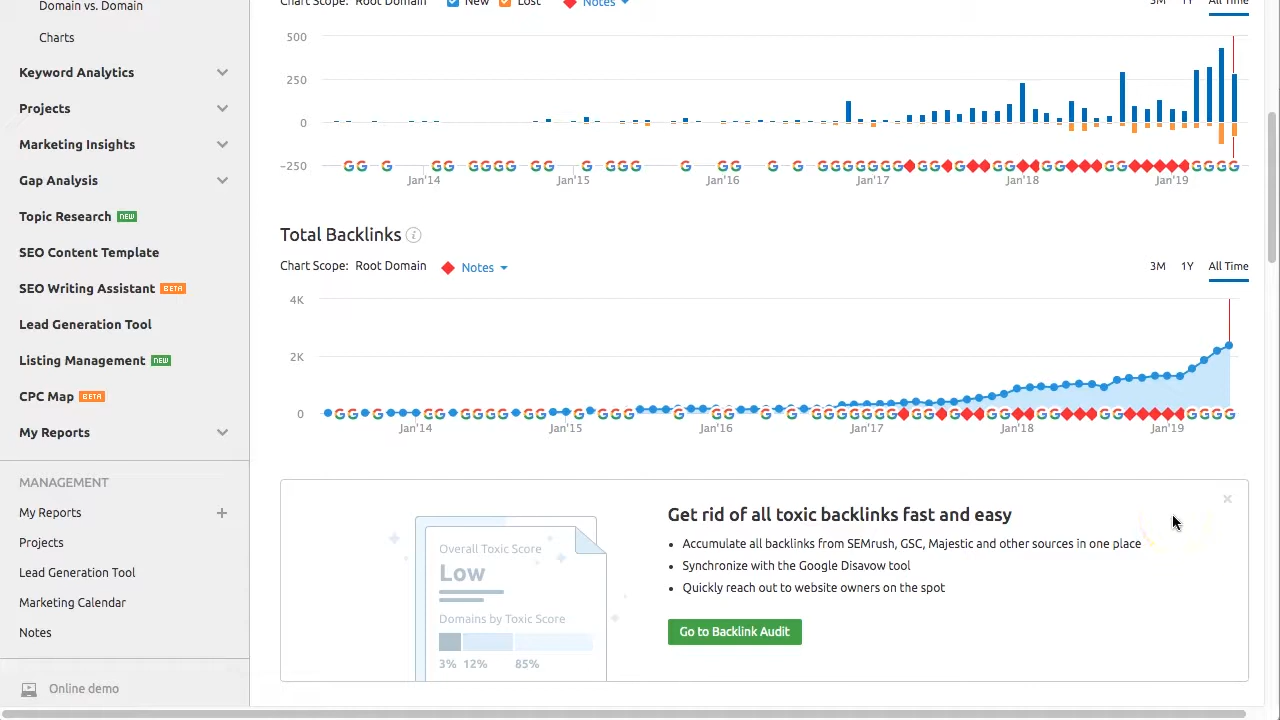 Domain vs. Domain
Charts
Keyword Analytics
Projects
Marketing Insights
Gap Analysis
Topic Research NEW
SEO Content Template
SEO Writing Assistant BETA
Lead Generation Tool
Listing Management NEW
CPC Map BETA
My Reports
MANAGEMENT
My Reports +
Projects
Lead Generation Tool
Marketing Calendar
Notes
Online demo
Chart Scope: Root Domain New Lost Notes 3M 1Y All Time
500
250
0
-250
Jan'14 Jan'15 Jan'16 Jan'17 Jan'18 Jan'19
Total Backlinks i
Chart Scope: Root Domain Notes 3M 1Y All Time
4K
2K
0
Jan'14 Jan'15 Jan'16 Jan'17 Jan'18 Jan'19
Overall Toxic Score
Low
Domains by Toxic Score
3% 12% 85%
Get rid of all toxic backlinks fast and easy
• Accumulate all backlinks from SEMrush, GSC, Majestic and other sources in one place
• Synchronize with the Google Disavow tool
• Quickly reach out to website owners on the spot
Go to Backlink Audit